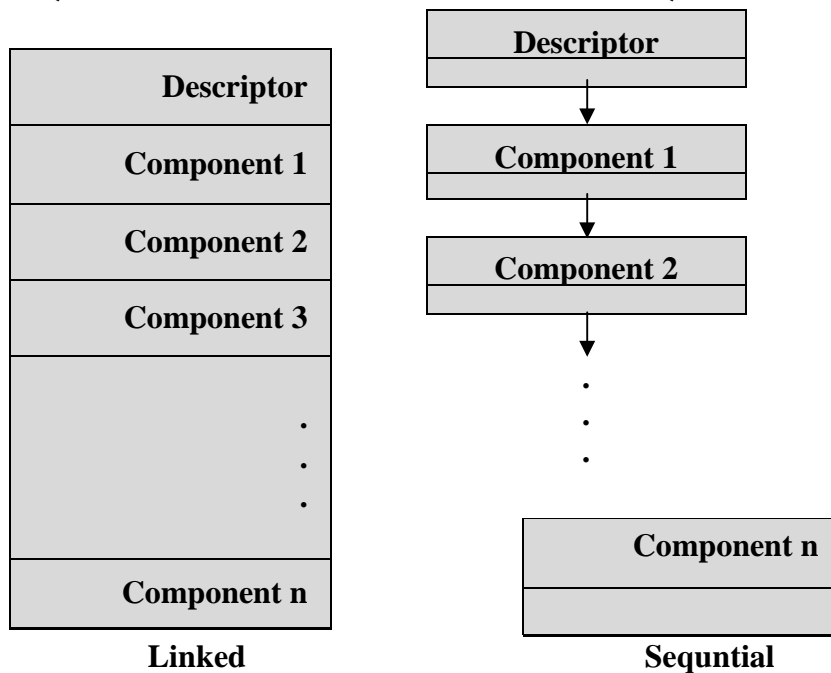 Descriptor
Component 1
Component 2
Component 3
.
.
.
Component n
Linked
Descriptor
Component 1
Component 2
.
.
.
Component n
Sequntial